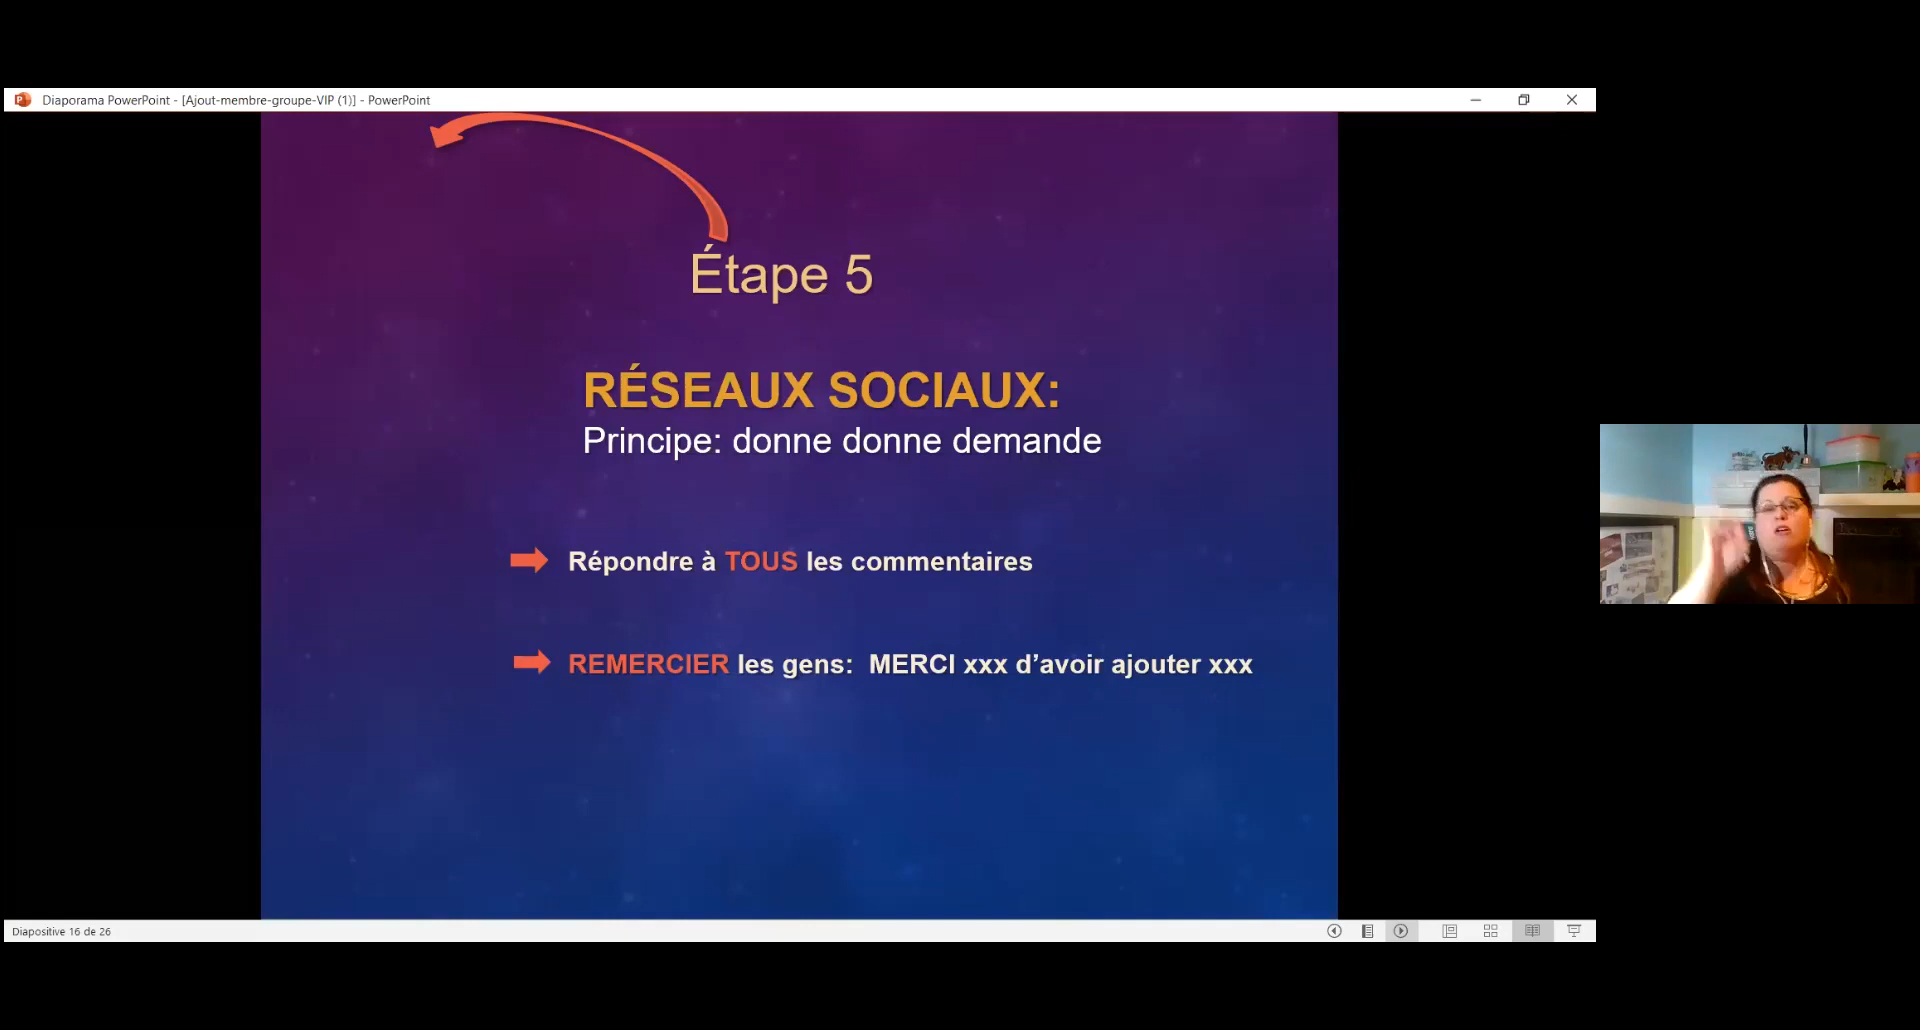 Diaporama PowerPoint - [Ajout-membre-groupe-VIP (1)] - PowerPoint
Étape 5
RÉSEAUX SOCIAUX:
Principe: donne donne demande
Répondre à TOUS les commentaires
REMERCIER les gens: MERCI xxx d’avoir ajouter xxx
Diapositive 16 de 26